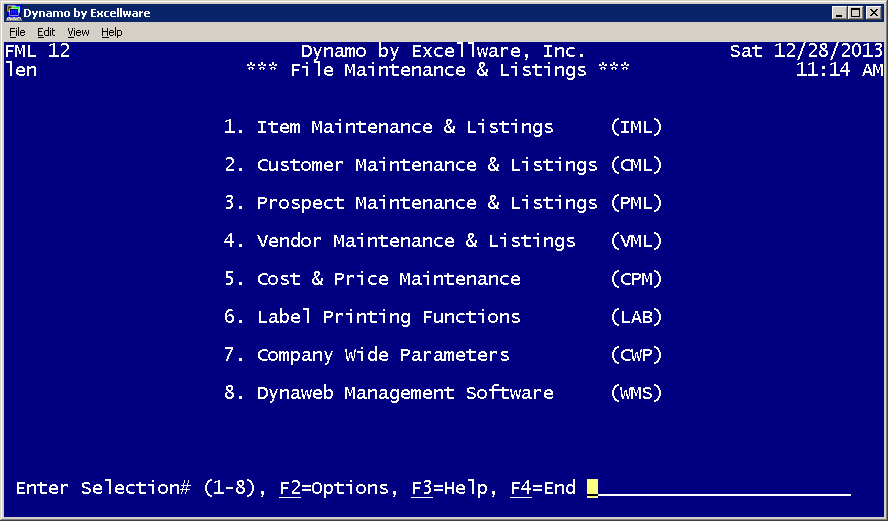 Dynamo by Excellware
File Edit View Help
FML 12 Dynamo by Excellware, Inc. Sat 12/28/2013
len *** File Maintenance & Listings *** 11:14 AM
1. Item Maintenance & Listings (IML)
2. Customer Maintenance & Listings (CML)
3. Prospect Maintenance & Listings (PML)
4. Vendor Maintenance & Listings (VML)
5. Cost & Price Maintenance (CPM)
6. Label Printing Functions (LAB)
7. Company Wide Parameters (CWP)
8. Dynaweb Management Software (WMS)
Enter Selection# (1-8), F2=Options, F3=Help, F4=End